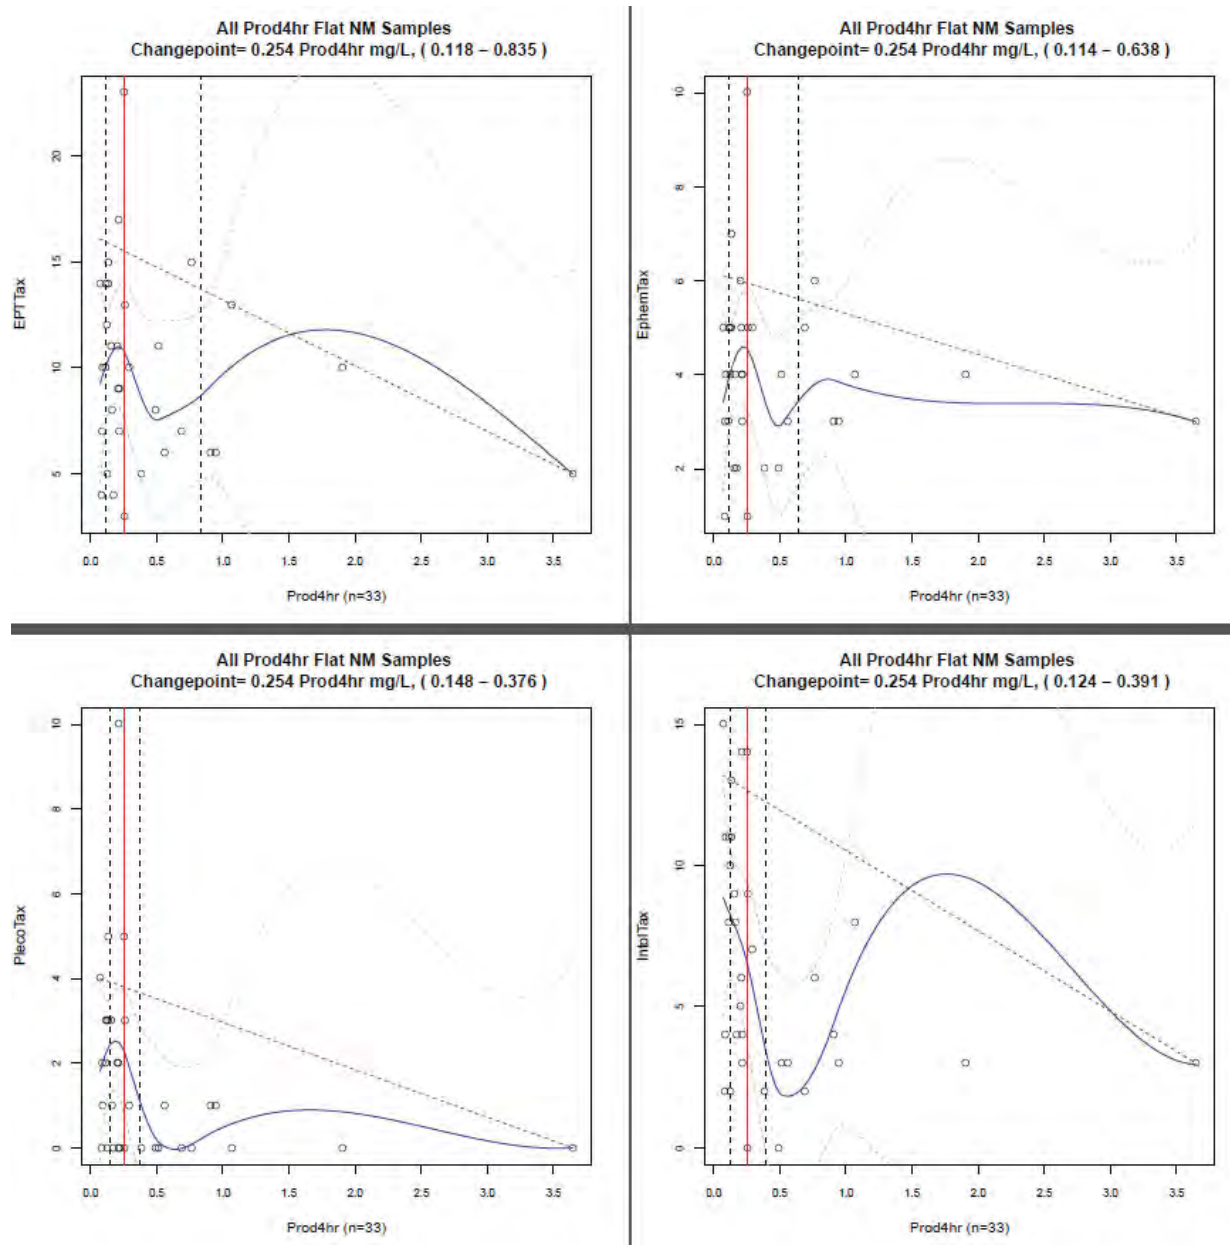 All Prod4hr Flat NM Samples
Changepoint= 0.254 Prod4hr mg/L, ( 0.118 – 0.835 )
EPTTax
20
15
10
5
0.0 0.5 1.0 1.5 2.0 2.5 3.0 3.5
Prod4hr (n=33)
All Prod4hr Flat NM Samples
Changepoint= 0.254 Prod4hr mg/L, ( 0.114 – 0.638 )
EphemTax
10
8
6
4
2
0.0 0.5 1.0 1.5 2.0 2.5 3.0 3.5
Prod4hr (n=33)
All Prod4hr Flat NM Samples
Changepoint= 0.254 Prod4hr mg/L, ( 0.148 – 0.376 )
PlecoTax
10
8
6
4
2
0
0.0 0.5 1.0 1.5 2.0 2.5 3.0 3.5
Prod4hr (n=33)
All Prod4hr Flat NM Samples
Changepoint= 0.254 Prod4hr mg/L, ( 0.124 – 0.391 )
IntolTax
15
10
5
0
0.0 0.5 1.0 1.5 2.0 2.5 3.0 3.5
Prod4hr (n=33)